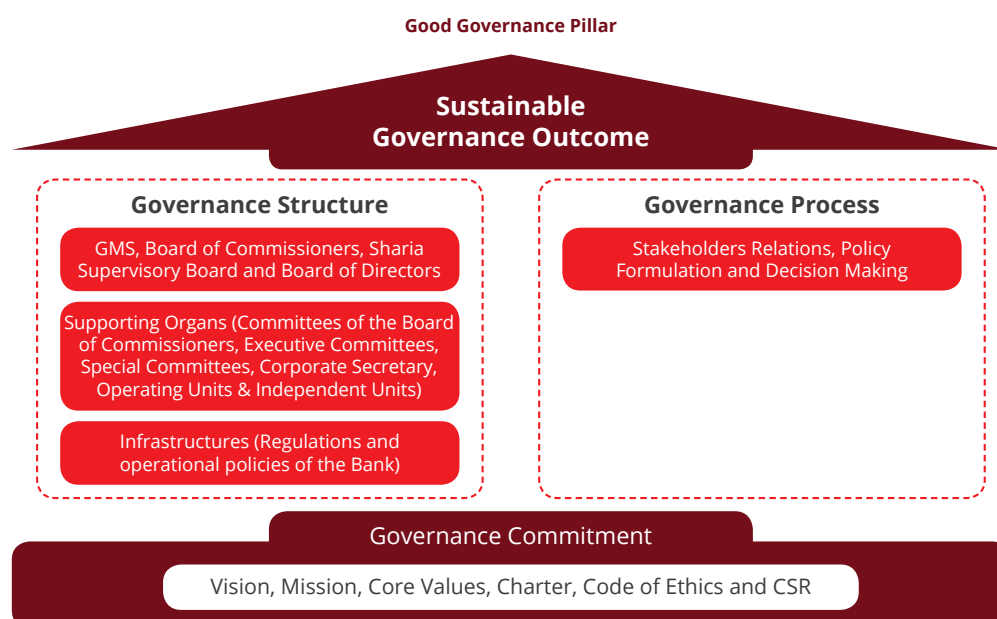 Good Governance Pillar
Sustainable
Governance Outcome
Governance Structure
GMS, Board of Commissioners, Sharia
Supervisory Board and Board of Directors
Supporting Organs (Committees of the Board
of Commissioners, Executive Committees,
Special Committees, Corporate Secretary,
Operating Units & Independent Units)
Infrastructures (Regulations and
operational policies of the Bank)
Governance Process
Stakeholders Relations, Policy
Formulation and Decision Making
Governance Commitment
Vision, Mission, Core Values, Charter, Code of Ethics and CSR